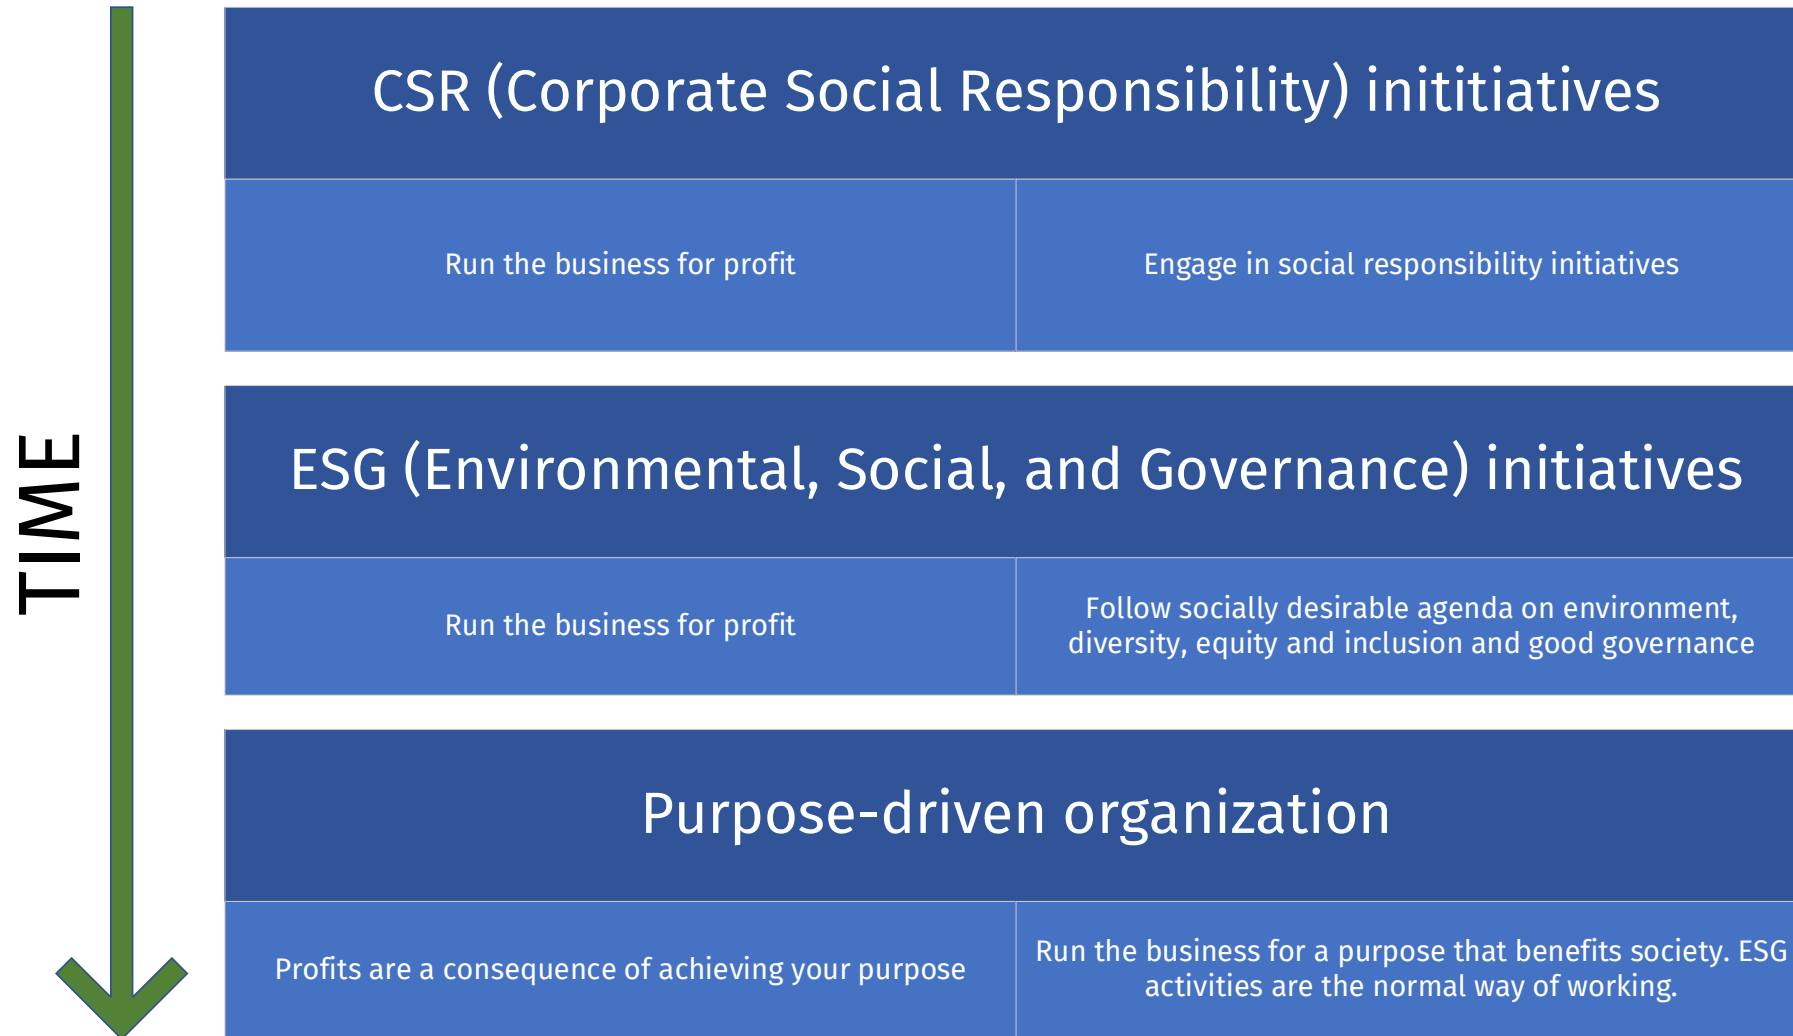 TIME
CSR (Corporate Social Responsibility) inititiatives
Run the business for profit
Engage in social responsibility initiatives
ESG (Environmental, Social, and Governance) initiatives
Run the business for profit
Follow socially desirable agenda on environment,
diversity, equity and inclusion and good governance
Purpose-driven organization
Profits are a consequence of achieving your purpose
Run the business for a purpose that benefits society. ESG
activities are the normal way of working.